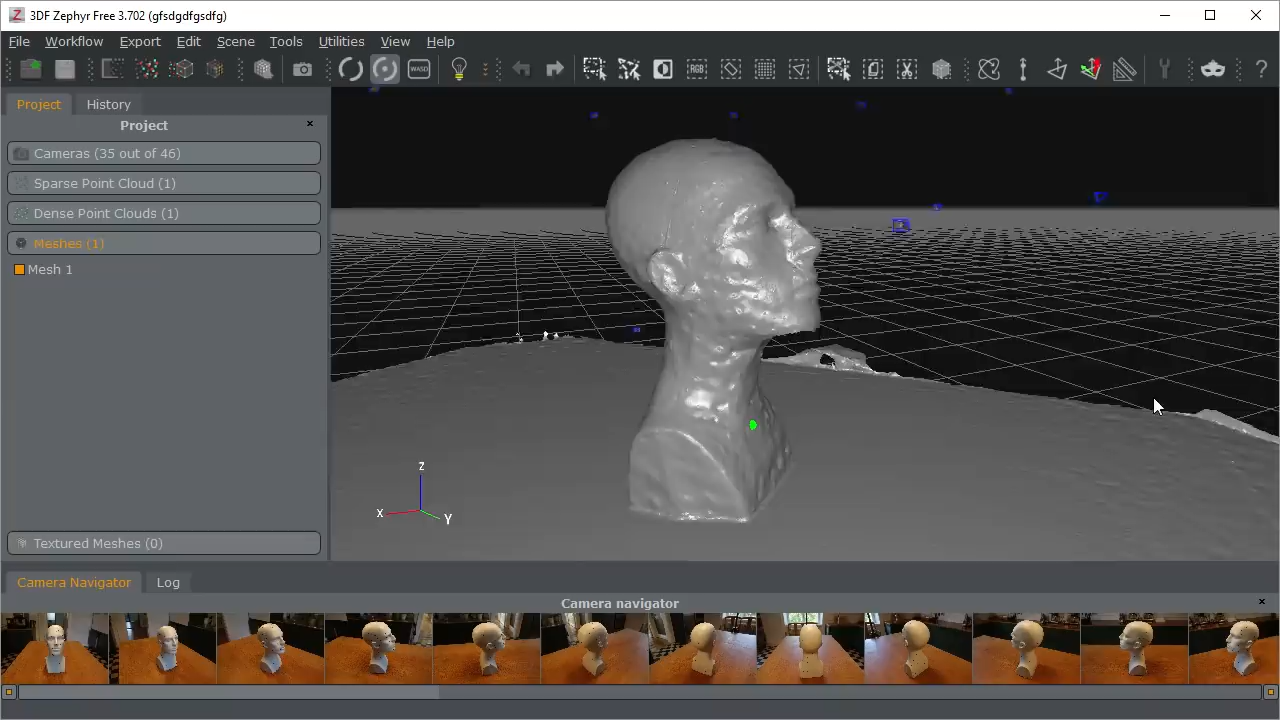 3DF Zephyr Free 3.702 (gfsdgdfgsdfg)
File Workflow Export Edit Scene Tools Utilities View Help
WASD
RGB
Project History
Project
Cameras (35 out of 46)
Sparse Point Cloud (1)
Dense Point Clouds (1)
Meshes (1)
Mesh 1
Textured Meshes (0)
Z
X
Y
Camera Navigator Log
Camera navigator